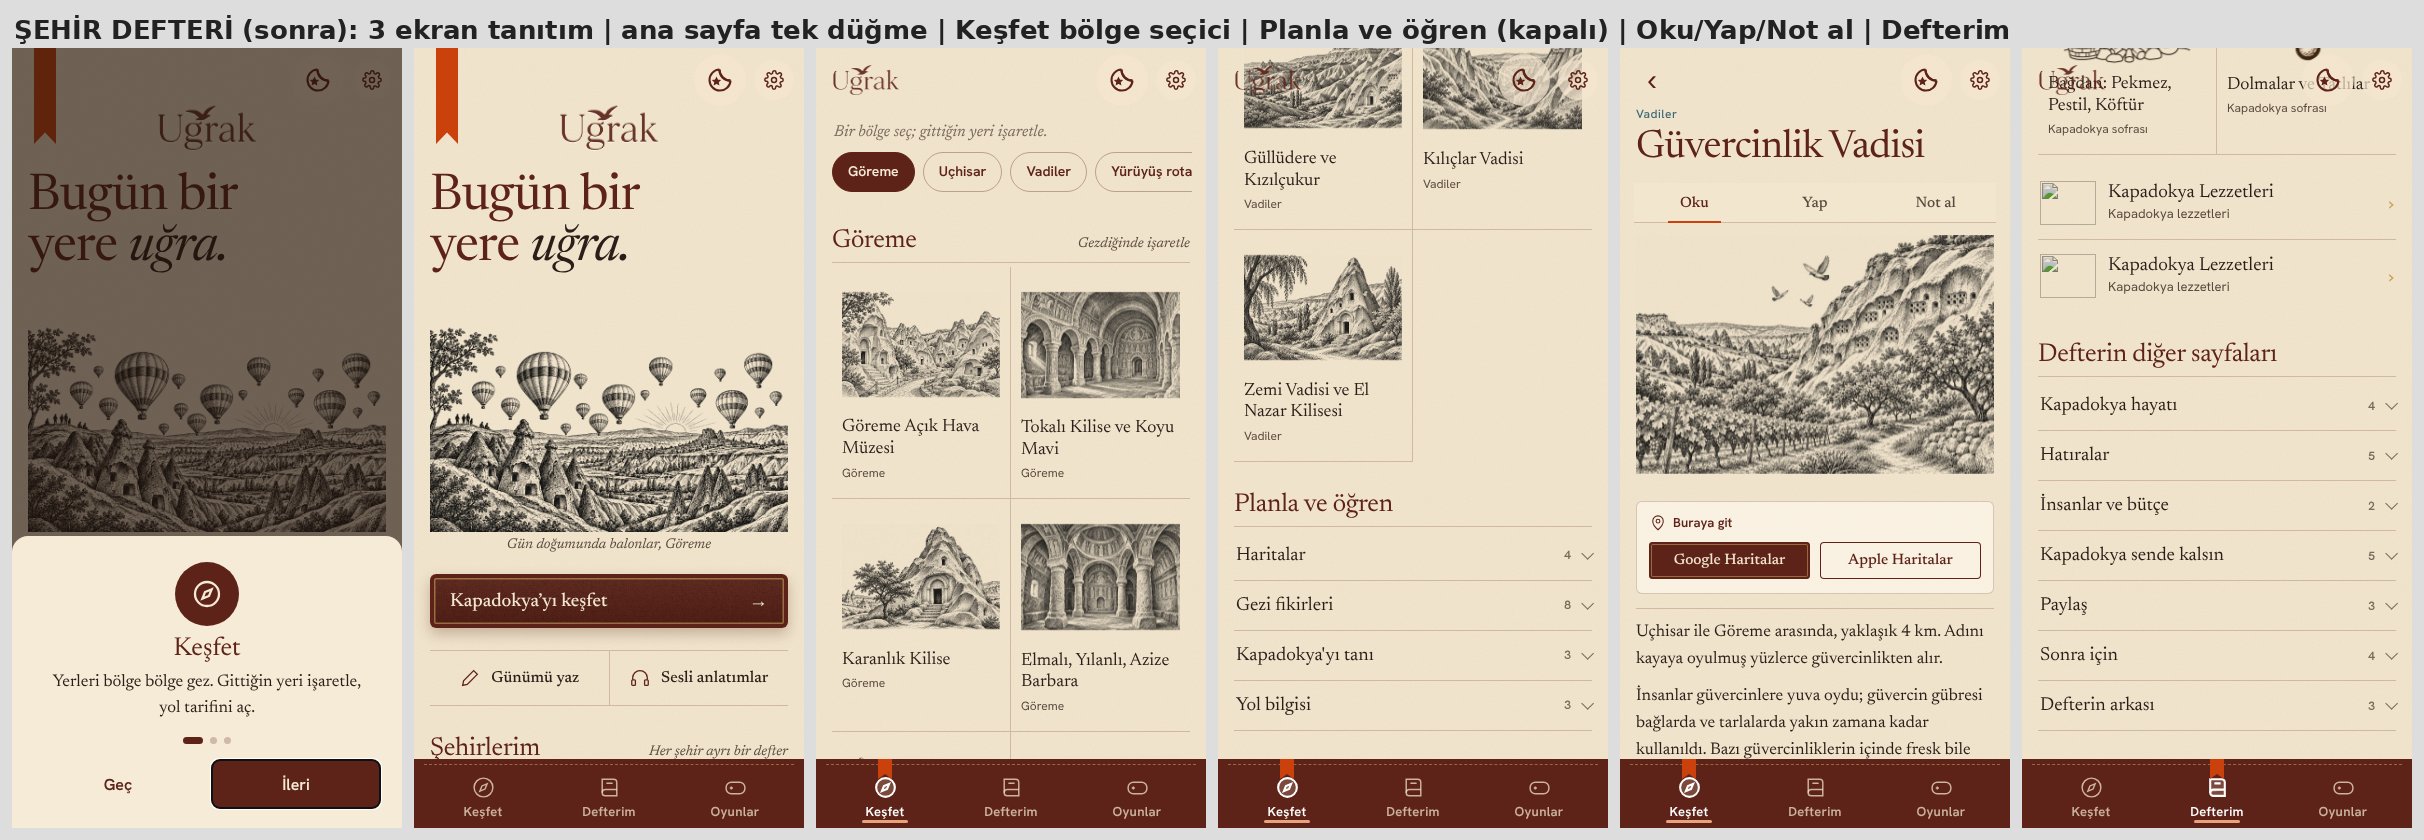 ŞEHİR DEFTERİ (sonra): 3 ekran tanıtım | ana sayfa tek düğme | Keşfet bölge seçici | Planla ve öğren (kapalı) | Oku/Yap/Not al | Defterim
Uğrak
Bugün bir
yere uğra.
Keşfet
Yerleri bölge bölge gez. Gittiğin yeri işaretle,
yol tarifini aç.
Geç
İleri
Uğrak
Bugün bir
yere uğra.
Gün doğumunda balonlar, Göreme
Kapadokya'yı keşfet →
Günümü yaz
Sesli anlatımlar
Şehirlerim
Her şehir ayrı bir defter
Keşfet
Defterim
Oyunlar
Uğrak
Bir bölge seç; gittiğin yeri işaretle.
Göreme
Uçhisar
Vadiler
Yürüyüş rota
Göreme
Gezdiğinde işaretle
Göreme Açık Hava
Müzesi
Göreme
Tokalı Kilise ve Koyu
Mavi
Göreme
Karanlık Kilise
Göreme
Elmalı, Yılanlı, Azize
Barbara
Göreme
Keşfet
Defterim
Oyunlar
Uğrak
Güllüdere ve
Kızılçukur
Vadiler
Kılıçlar Vadisi
Vadiler
Zemi Vadisi ve El
Nazar Kilisesi
Vadiler
Planla ve öğren
Haritalar 4
Gezi fikirleri 8
Kapadokya'yı tanı 3
Yol bilgisi 3
Keşfet
Defterim
Oyunlar
Vadiler
Güvercinlik Vadisi
Oku
Yap
Not al
Buraya git
Google Haritalar
Apple Haritalar
Uçhisar ile Göreme arasında, yaklaşık 4 km. Adını
kayaya oyulmuş yüzlerce güvercinlikten alır.
İnsanlar güvercinlere yuva oydu; güvercin gübresi
bağlarda ve tarlalarda yakın zamana kadar
kullanıldı. Bazı güvercinliklerin içinde fresk bile
Keşfet
Defterim
Oyunlar
Uğrak
Bağdan: Pekmez,
Pestil, Köftür
Kapadokya sofrası
Dolmalar
Kapadokya sofrası
Kapadokya Lezzetleri
Kapadokya lezzetleri
Kapadokya Lezzetleri
Kapadokya lezzetleri
Defterin diğer sayfaları
Kapadokya hayatı 4
Hatıralar 5
İnsanlar ve bütçe 2
Kapadokya sende kalsın 5
Paylaş 3
Sonra için 4
Defterin arkası 3
Keşfet
Defterim
Oyunlar